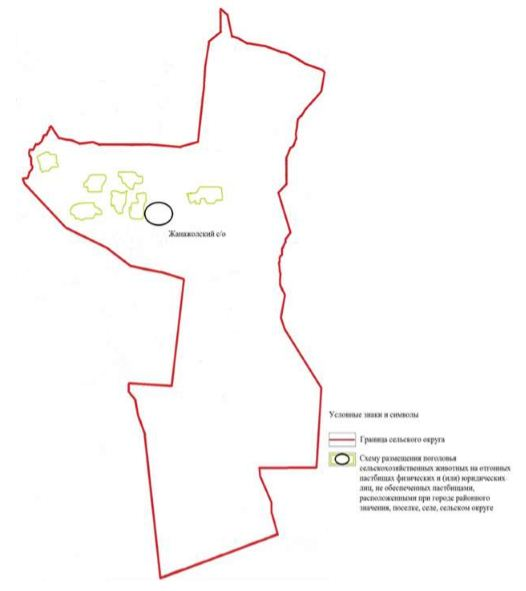 Жанажолский с/о
Условные знаки и символы
Граница сельского округа
Схему размещения поголовья
сельскохозяйственных животных на отгонных
пастбищах физических и (или) юридических
лиц, не обеспеченных пастбищами,
расположенными при городе районного
значения, поселке, селе, сельском округе